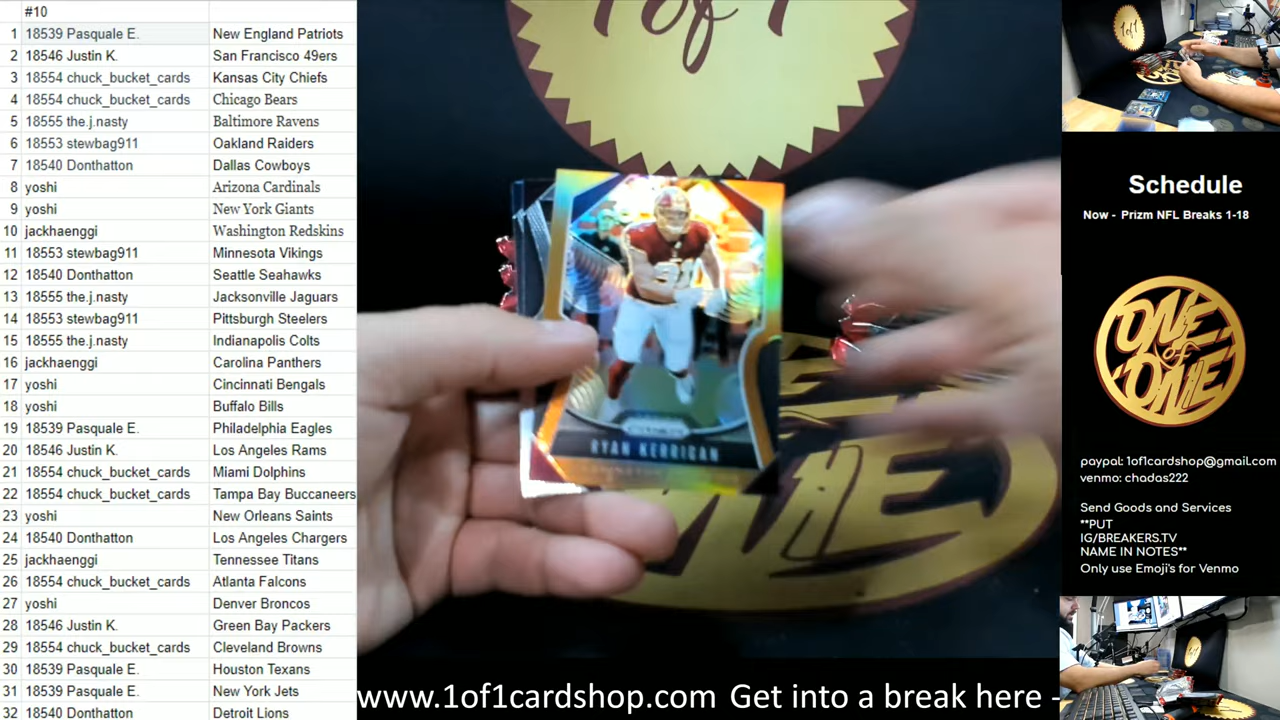 #10
1 18539 Pasquale E. New England Patriots
2 18546 Justin K. San Francisco 49ers
3 18554 chuck_bucket_cards Kansas City Chiefs
4 18554 chuck_bucket_cards Chicago Bears
5 18555 the.j.nasty Baltimore Ravens
6 18553 stewbag911 Oakland Raiders
7 18540 Donthatton Dallas Cowboys
8 yoshi Arizona Cardinals
9 yoshi New York Giants
10 jackhaenggi Washington Redskins
11 18553 stewbag911 Minnesota Vikings
12 18540 Donthatton Seattle Seahawks
13 18555 the.j.nasty Jacksonville Jaguars
14 18553 stewbag911 Pittsburgh Steelers
15 18555 the.j.nasty Indianapolis Colts
16 jackhaenggi Carolina Panthers
17 yoshi Cincinnati Bengals
18 yoshi Buffalo Bills
19 18539 Pasquale E. Philadelphia Eagles
20 18546 Justin K. Los Angeles Rams
21 18554 chuck_bucket_cards Miami Dolphins
22 18554 chuck_bucket_cards Tampa Bay Buccaneers
23 yoshi New Orleans Saints
24 18540 Donthatton Los Angeles Chargers
25 jackhaenggi Tennessee Titans
26 18554 chuck_bucket_cards Atlanta Falcons
27 yoshi Denver Broncos
28 18546 Justin K. Green Bay Packers
29 18554 chuck_bucket_cards Cleveland Browns
30 18539 Pasquale E. Houston Texans
31 18539 Pasquale E. New York Jets
32 18540 Donthatton Detroit Lions
1of1
RYAN KERRIGAN
www.1of1cardshop.com Get into a break here -
1of1
Schedule
Now - Prizm NFL Breaks 1-18
ONE
of
ONE
paypal: 1of1cardshop@gmail.com
venmo: chadas222
Send Goods and Services
**PUT
IG/BREAKERS.TV
NAME IN NOTES**
Only use Emoji's for Venmo